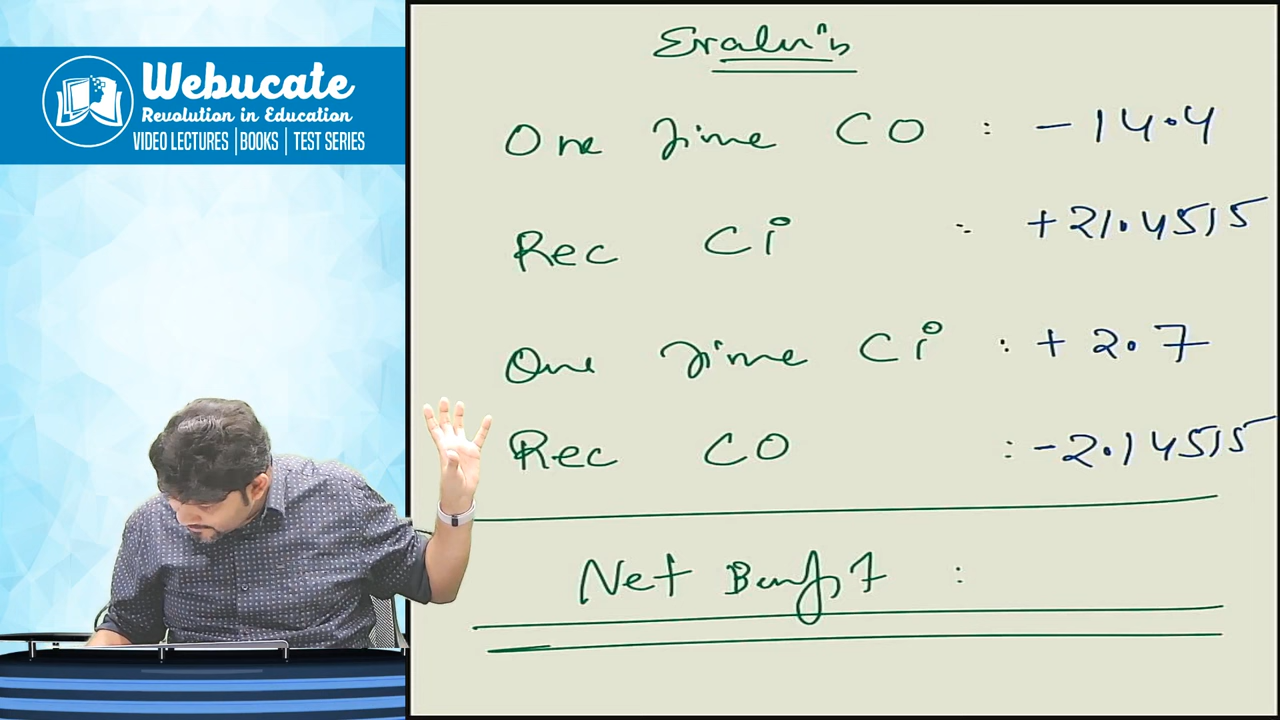 Webucate
Revolution in Education
VIDEO LECTURES | BOOKS | TEST SERIES
One Time CO : - 14.4
Rec Ci : + 21.4515
One Time Ci : + 2.7
Rec CO : - 2.14515
Net Benefit :